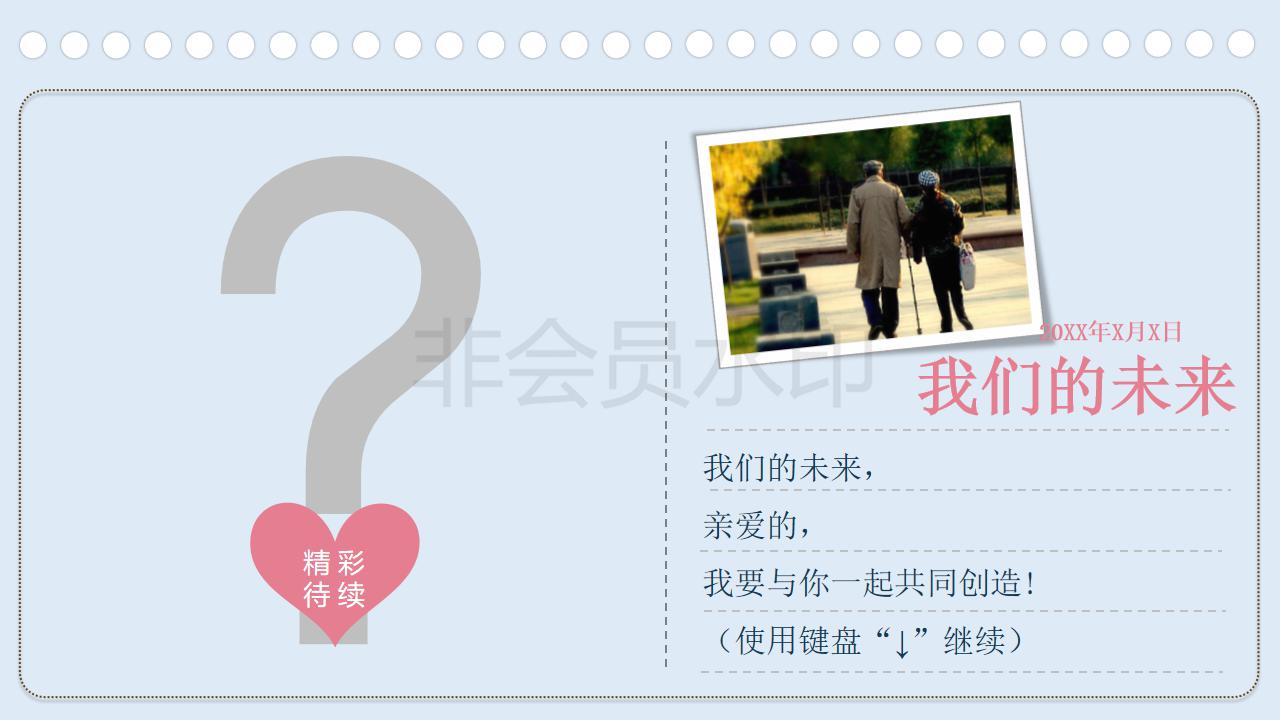 精彩
待续
非会员水印
20XX年X月X日
我们的未来
我们的未来，
亲爱的，
我要与你一起共同创造！
（使用键盘“↓”继续）